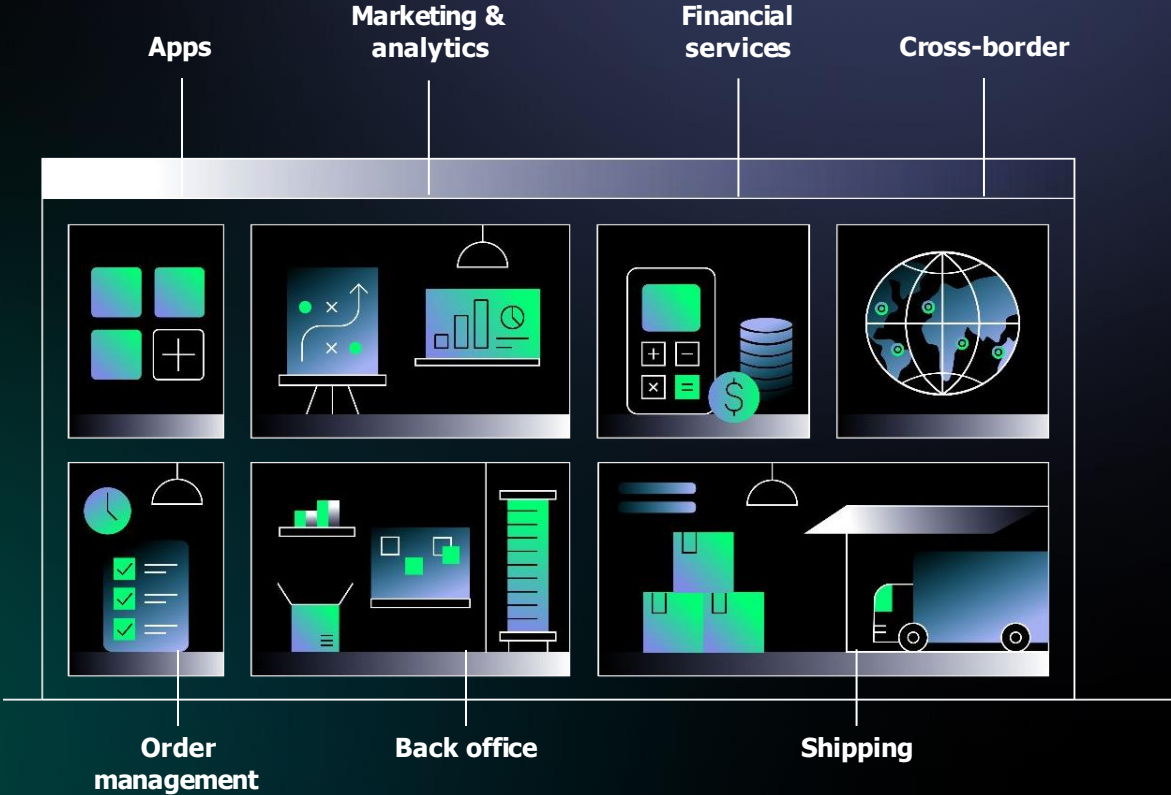 Apps
Marketing &
analytics
Financial
services
Cross-border
$
Order
management
Back office
Shipping